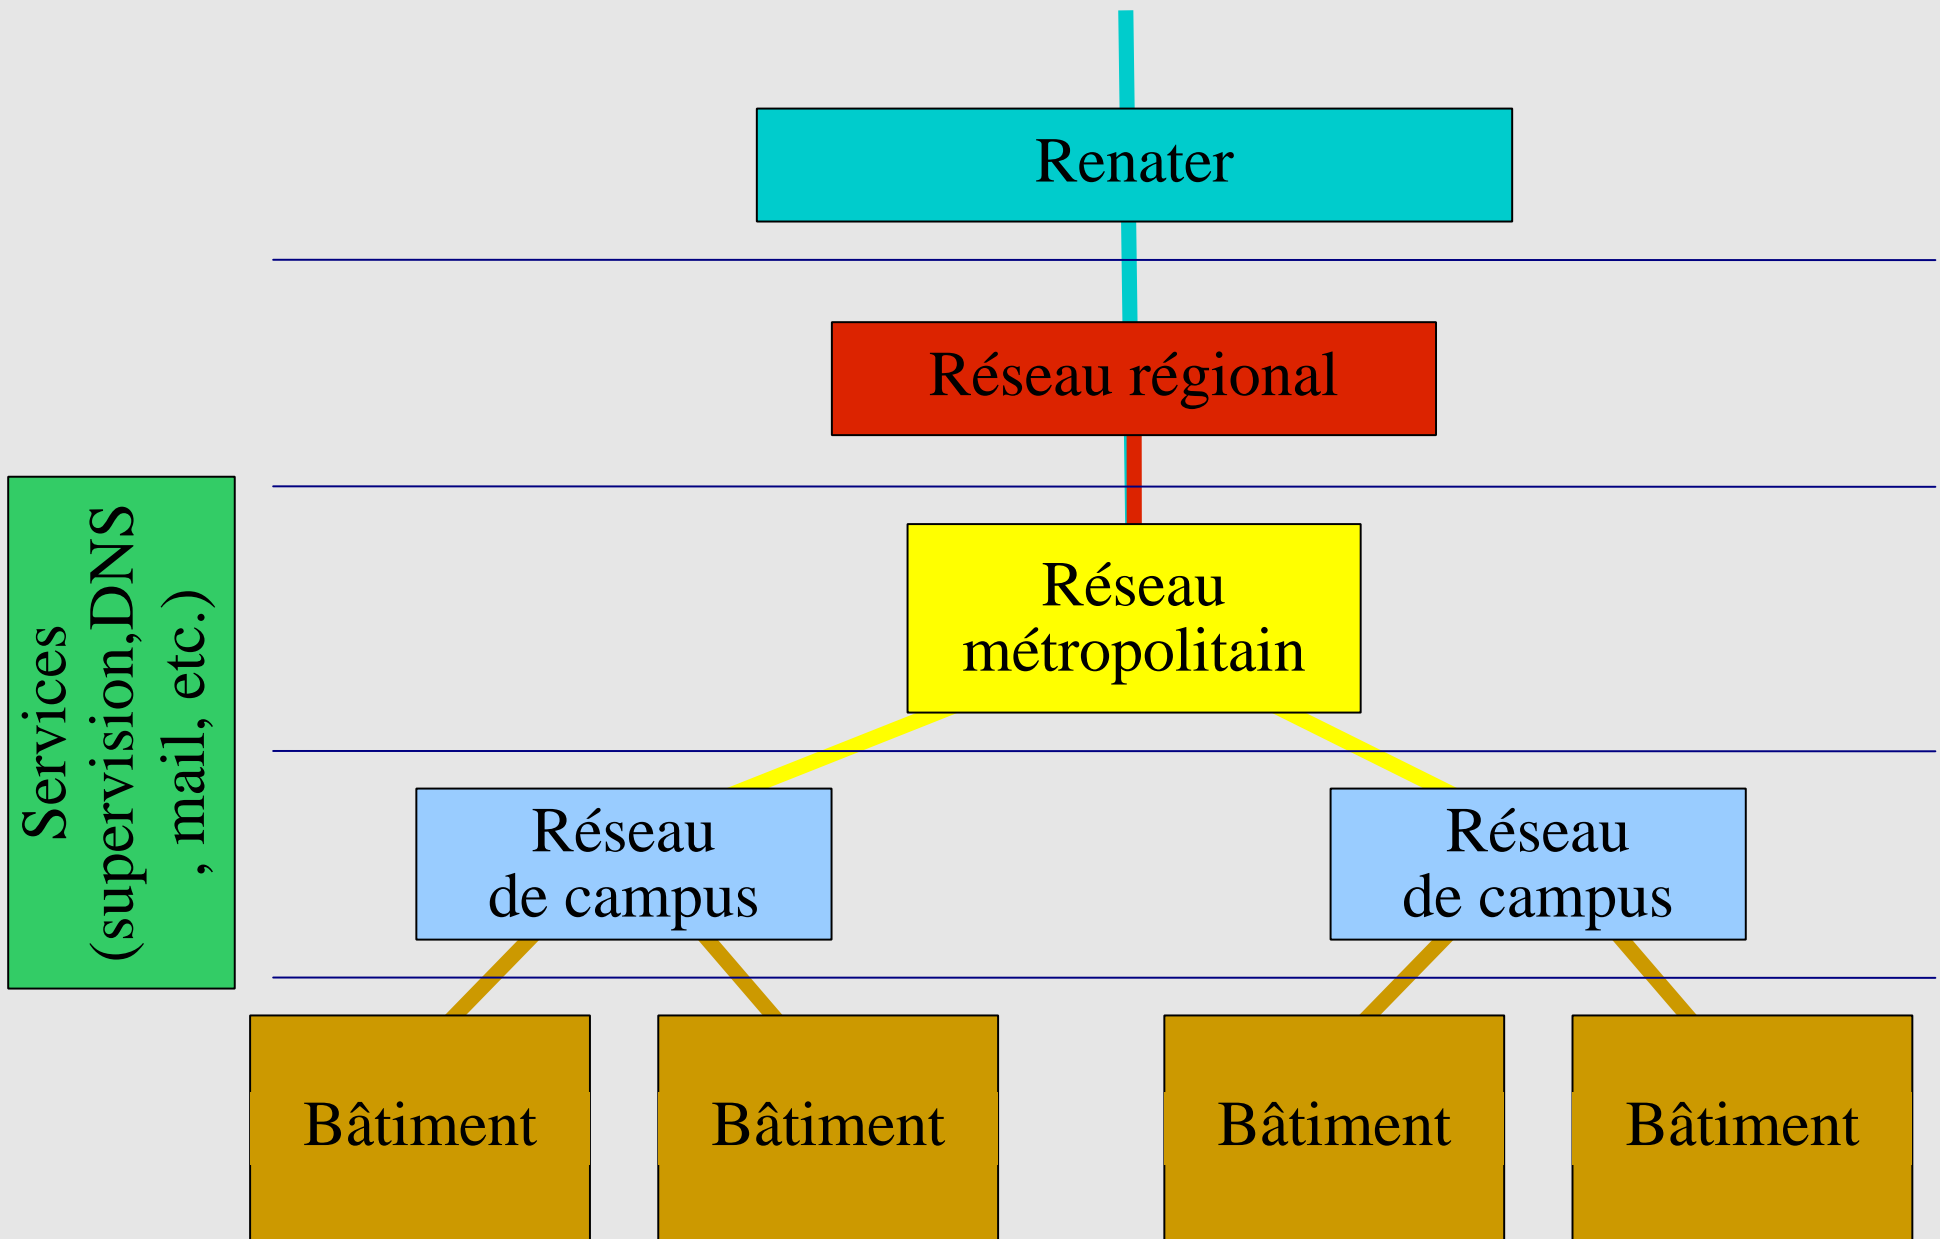 Renater
Réseau régional
Services
(supervision,DNS
, mail, etc.)
Réseau
métropolitain
Réseau
de campus
Réseau
de campus
Bâtiment
Bâtiment
Bâtiment
Bâtiment